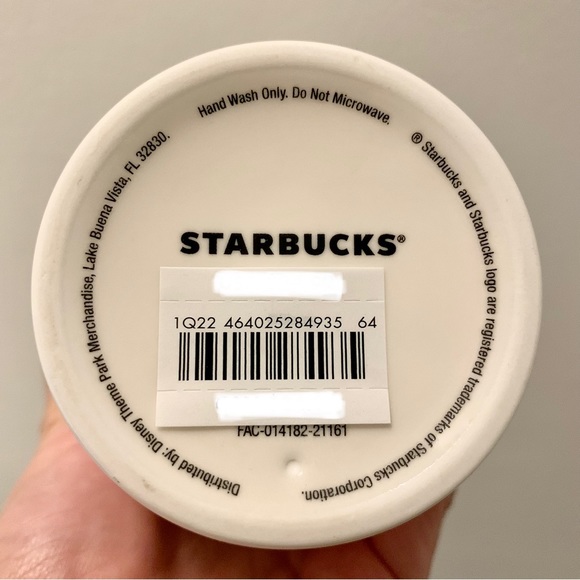 Hand Wash Only. Do Not Microwave.
® Starbucks and Starbucks logo are registered trademarks of Starbucks Corporation.
Distributed by: Disney Theme Park Merchandise, Lake Buena Vista, FL 32830.
STARBUCKS®
1Q22 464025284935 64
FAC-014182-21161